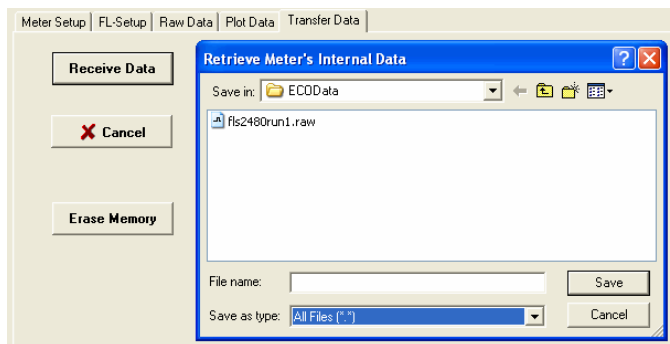 Meter Setup FL-Setup Raw Data Plot Data Transfer Data
Receive Data
Cancel
Erase Memory
Retrieve Meter's Internal Data
Save in: ECOData
fls2480run1.raw
File name: Save
Save as type: All Files (*.*) Cancel